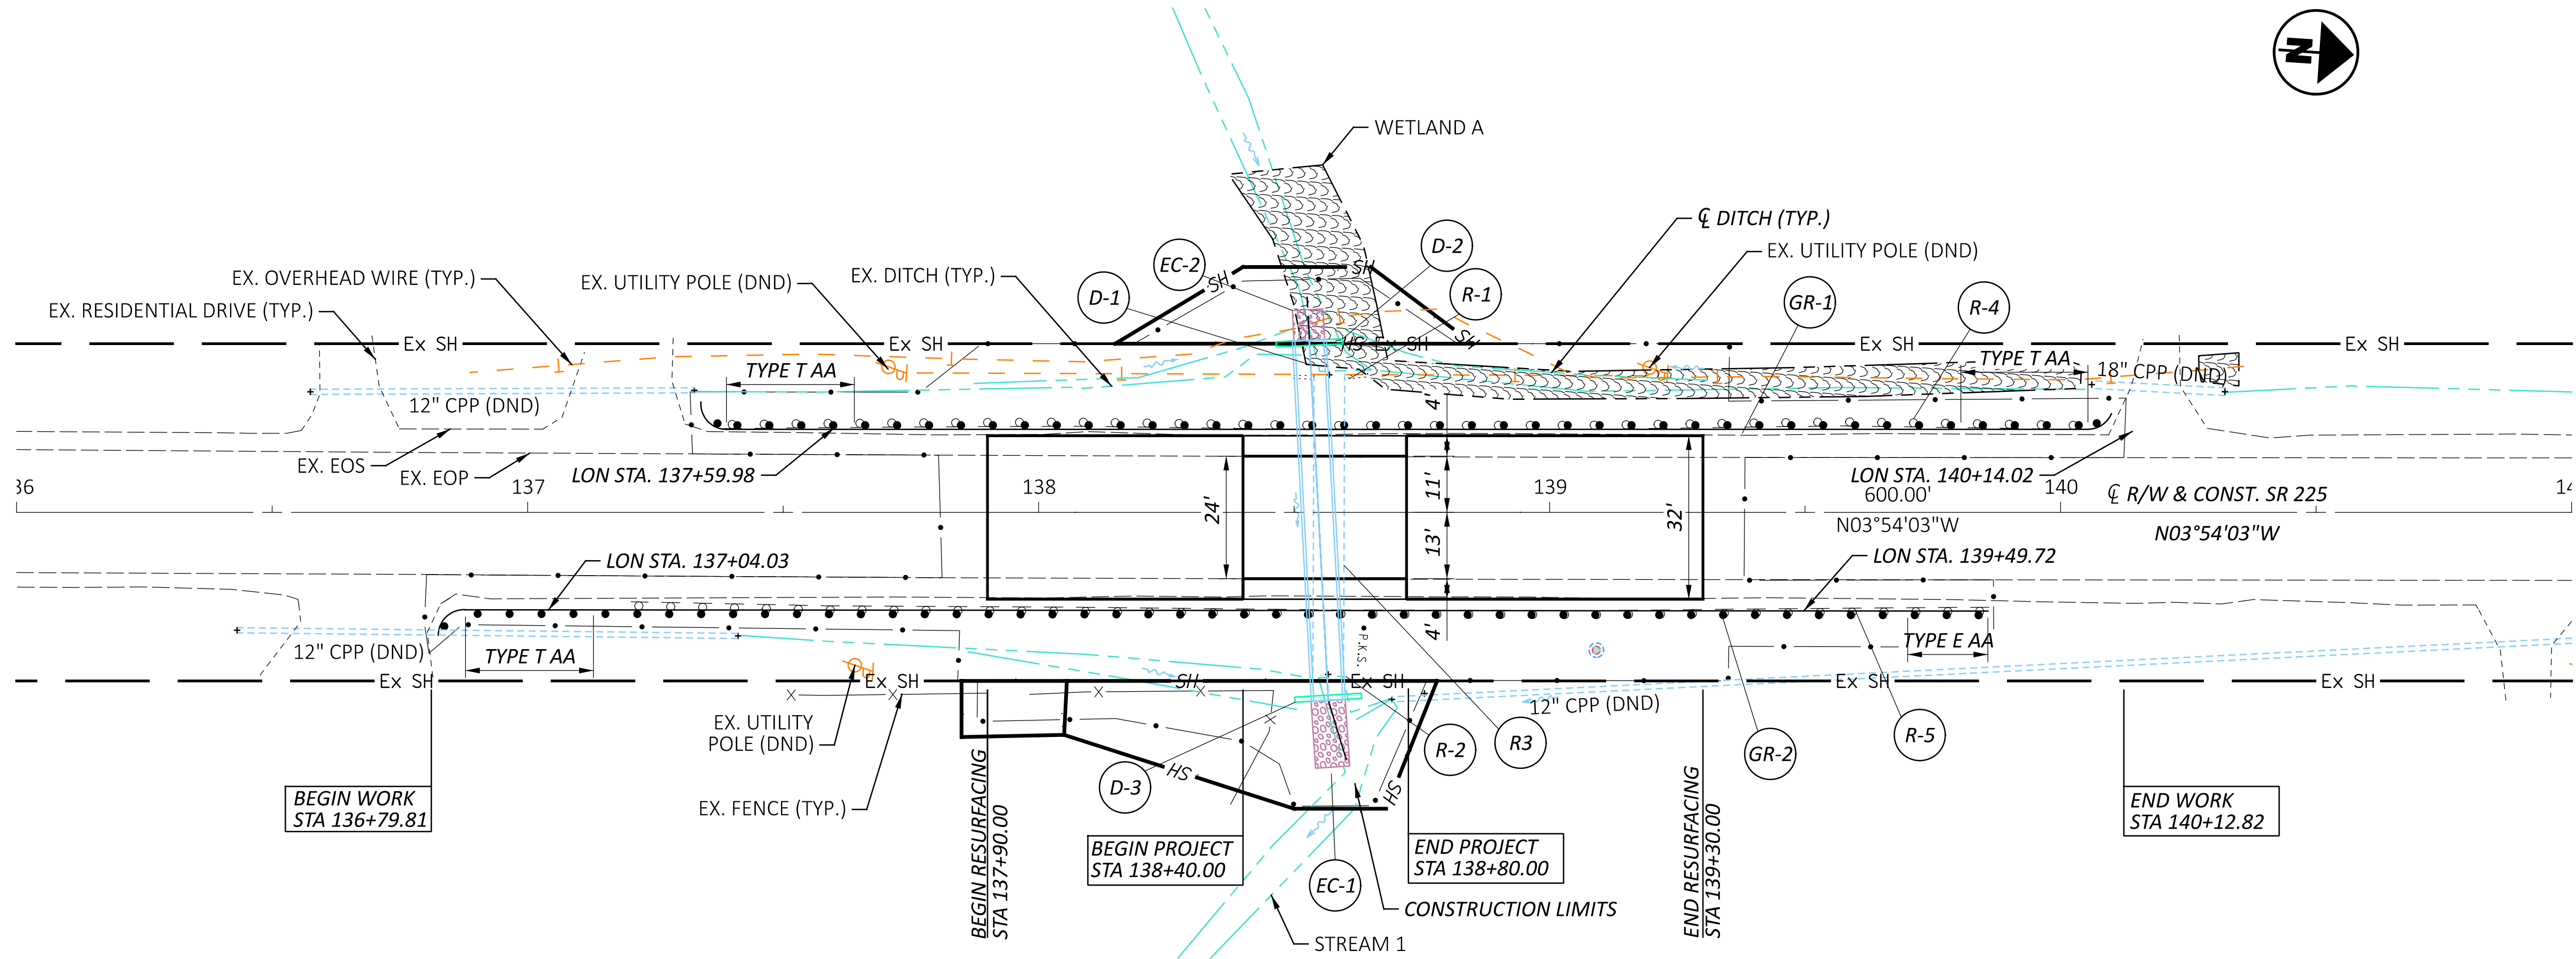 N
WETLAND A
℄ DITCH (TYP.)
EX. UTILITY POLE (DND)
D-2
EC-2
EX. DITCH (TYP.)
EX. OVERHEAD WIRE (TYP.)
EX. UTILITY POLE (DND)
D-1
R-1
GR-1
R-4
EX. RESIDENTIAL DRIVE (TYP.)
SH
SH
SH
Ex SH
Ex SH
SH
Ex SH
Ex SH
Ex SH
TYPE T AA
TYPE T AA
18" CPP (DND)
12" CPP (DND)
4'
EX. EOS
EX. EOP
LON STA. 137+59.98
LON STA. 140+14.02
36
137
138
139
600.00'
140
℄ R/W & CONST. SR 225
14
24'
11'
32'
13'
N03°54'03"W
N03°54'03"W
LON STA. 137+04.03
LON STA. 139+49.72
4'
P.K.S.
12" CPP (DND)
TYPE T AA
TYPE E AA
Ex SH
Ex SH
SH
Ex SH
Ex SH
Ex SH
12" CPP (DND)
EX. UTILITY
POLE (DND)
R-2
R3
GR-2
R-5
SH
SH
D-3
EX. FENCE (TYP.)
BEGIN WORK
STA 136+79.81
BEGIN RESURFACING
STA 137+90.00
BEGIN PROJECT
STA 138+40.00
END PROJECT
STA 138+80.00
END RESURFACING
STA 139+30.00
END WORK
STA 140+12.82
EC-1
CONSTRUCTION LIMITS
STREAM 1